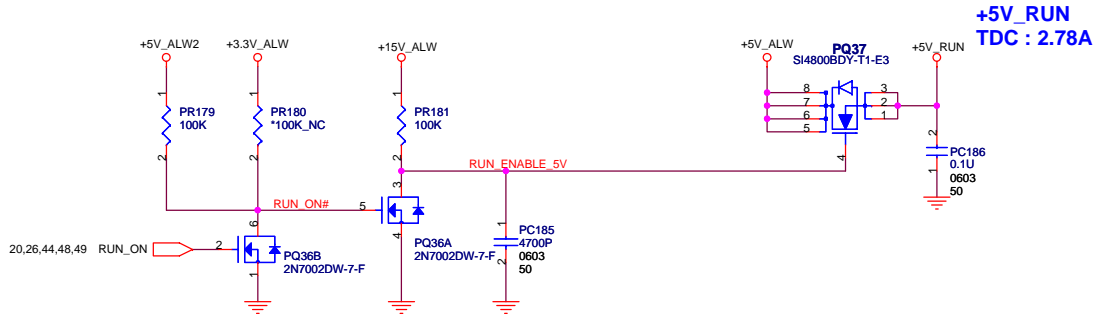 +5V_RUN
TDC : 2.78A
+5V_ALW2
+3.3V_ALW
+15V_ALW
+5V_ALW
PQ37
SI4800BDY-T1-E3
+5V_RUN
1
PR179
100K
2
1
PR180
*100K_NC
2
1
PR181
100K
2
8
7
6
5
3
2
1
4
RUN_ENABLE_5V
2
PC186
0.1U
0603
50
1
RUN_ON#
5
3
4
PQ36A
2N7002DW-7-F
1
PC185
4700P
0603
50
2
20,26,44,48,49 RUN_ON
2
6
1
PQ36B
2N7002DW-7-F